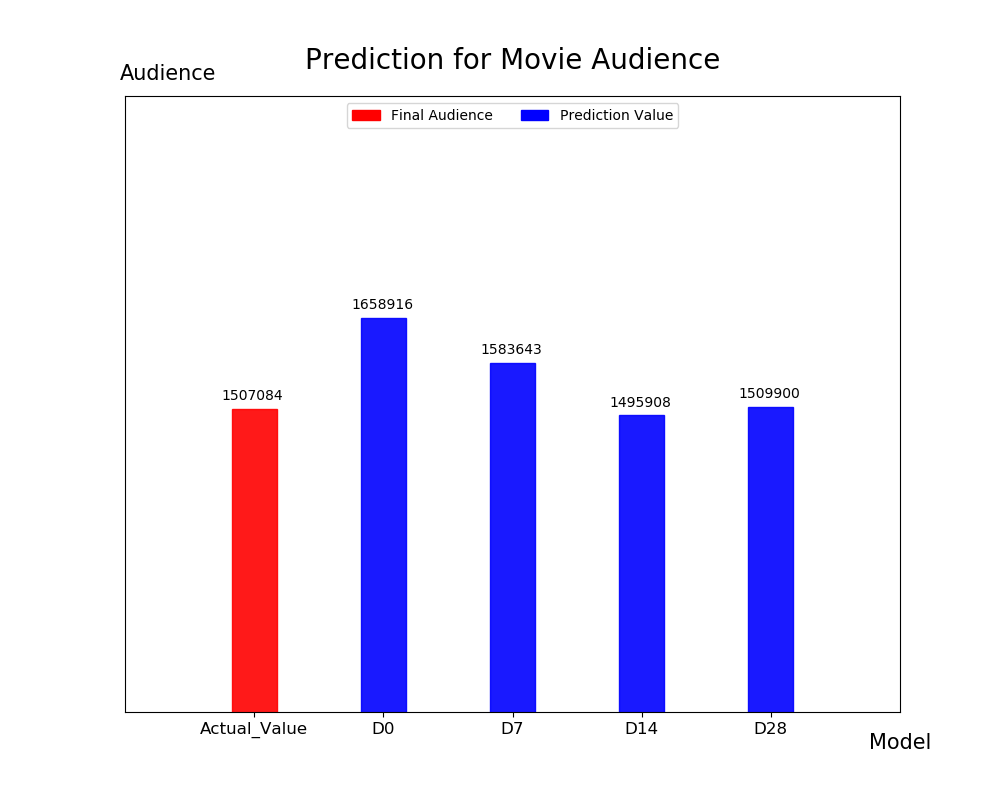 Prediction for Movie Audience
Audience
Final Audience
Prediction Value
1658916
1583643
1507084
1495908
1509900
Actual_Value
D0
D7
D14
D28
Model